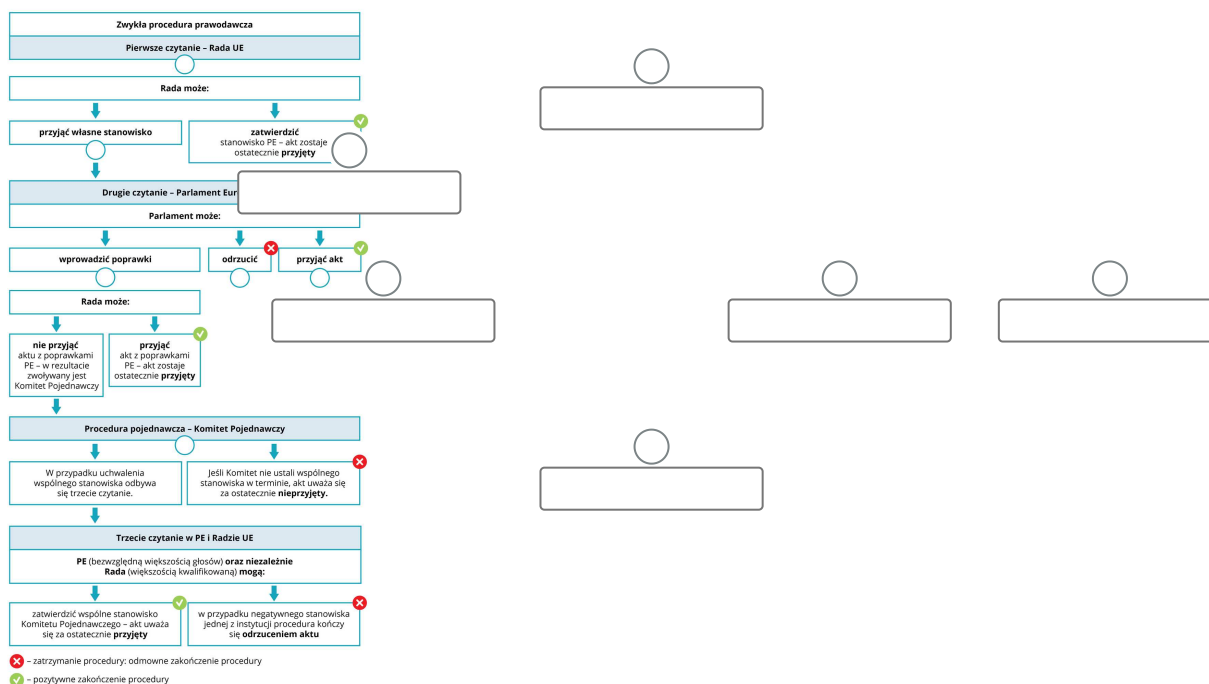 Zwykła procedura prawodawcza
Pierwsze czytanie – Rada UE
Rada może:
przyjąć własne stanowisko
zatwierdzić
stanowisko PE – akt zostaje
ostatecznie przyjęty
Drugie czytanie – Parlament Eur
Parlament może:
wprowadzić poprawki
odrzucić
przyjąć akt
Rada może:
nie przyjąć
aktu z poprawkami
PE – w rezultacie
zwoływany jest
Komitet Pojednawczy
przyjąć
akt z poprawkami
PE – akt zostaje
ostatecznie przyjęty
Procedura pojednawcza – Komitet Pojednawczy
W przypadku uchwalenia
wspólnego stanowiska odbywa
się trzecie czytanie.
Jeśli Komitet nie ustali wspólnego
stanowiska w terminie, akt uważa się
za ostatecznie nieprzyjęty.
Trzecie czytanie w PE i Radzie UE
PE (bezwzględną większością głosów) oraz niezależnie
Rada (większością kwalifikowaną) mogą:
zatwierdzić wspólne stanowisko
Komitetu Pojednawczego – akt uważa
się za ostatecznie przyjęty
w przypadku negatywnego stanowiska
jednej z instytucji procedura kończy
się odrzuceniem aktu
– zatrzymanie procedury: odmowne zakończenie procedury
– pozytywne zakończenie procedury